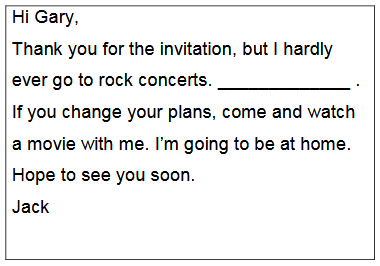 Hi Gary,
Thank you for the invitation, but I hardly
ever go to rock concerts. _____________ .
If you change your plans, come and watch
a movie with me. I’m going to be at home.
Hope to see you soon.
Jack